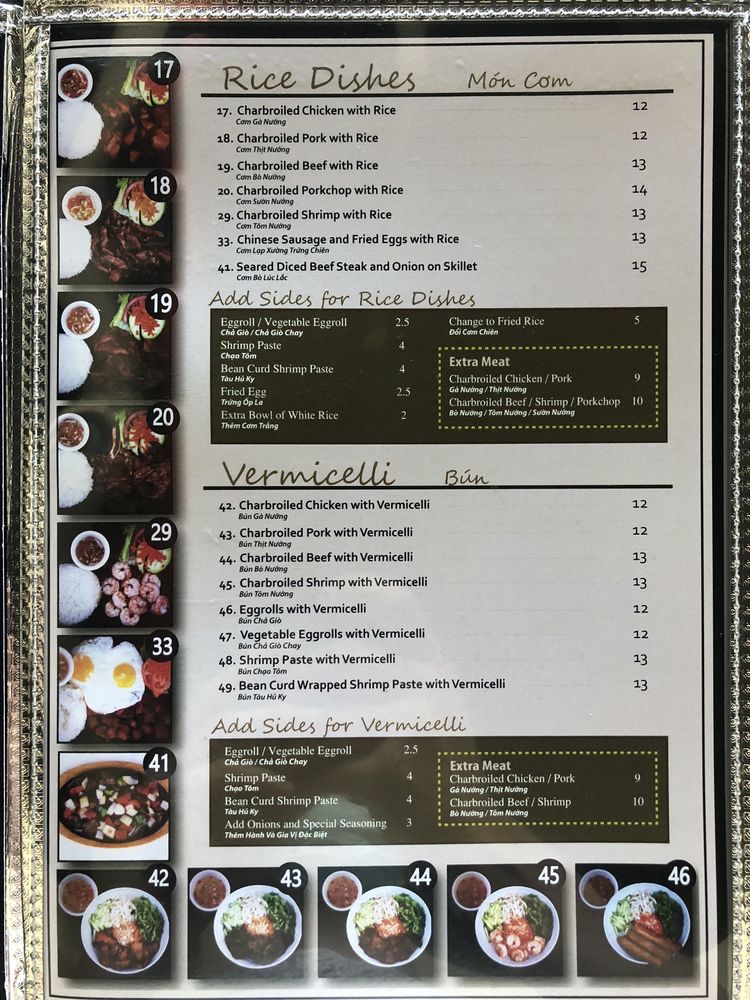 Rice Dishes Món Cơm
17. Charbroiled Chicken with Rice 12
Cơm Gà Nướng
18. Charbroiled Pork with Rice 12
Cơm Thịt Nướng
19. Charbroiled Beef with Rice 13
Cơm Bò Nướng
20. Charbroiled Porkchop with Rice 14
Cơm Sườn Nướng
29. Charbroiled Shrimp with Rice 13
Cơm Tôm Nướng
33. Chinese Sausage and Fried Eggs with Rice 13
Cơm Lạp Xưởng Trứng Chiên
41. Seared Diced Beef Steak and Onion on Skillet 15
Cơm Bò Lúc Lắc
Add Sides for Rice Dishes
Eggroll / Vegetable Eggroll 2.5
Chả Giò / Chả Giò Chay
Shrimp Paste 4
Chạo Tôm
Bean Curd Shrimp Paste 4
Tàu Hủ Ky
Fried Egg 2.5
Trứng Ốp La
Extra Bowl of White Rice 2
Thêm Cơm Trắng
Change to Fried Rice 5
Đổi Cơm Chiên
Extra Meat
Charbroiled Chicken / Pork 9
Gà Nướng / Thịt Nướng
Charbroiled Beef / Shrimp / Porkchop 10
Bò Nướng / Tôm Nướng / Sườn Nướng
Vermicelli Bún
42. Charbroiled Chicken with Vermicelli 12
Bún Gà Nướng
43. Charbroiled Pork with Vermicelli 12
Bún Thịt Nướng
44. Charbroiled Beef with Vermicelli 13
Bún Bò Nướng
45. Charbroiled Shrimp with Vermicelli 13
Bún Tôm Nướng
46. Eggrolls with Vermicelli 12
Bún Chả Giò
47. Vegetable Eggrolls with Vermicelli 12
Bún Chả Giò Chay
48. Shrimp Paste with Vermicelli 13
Bún Chạo Tôm
49. Bean Curd Wrapped Shrimp Paste with Vermicelli 13
Bún Tàu Hủ Ky
Add Sides for Vermicelli
Eggroll / Vegetable Eggroll 2.5
Chả Giò / Chả Giò Chay
Shrimp Paste 4
Chạo Tôm
Bean Curd Shrimp Paste 4
Tàu Hủ Ky
Add Onions and Special Seasoning 3
Thêm Hành Và Gia Vị Đặc Biệt
Extra Meat
Charbroiled Chicken / Pork 9
Gà Nướng / Thịt Nướng
Charbroiled Beef / Shrimp 10
Bò Nướng / Tôm Nướng
17
18
19
20
29
33
41
42 43 44 45 46